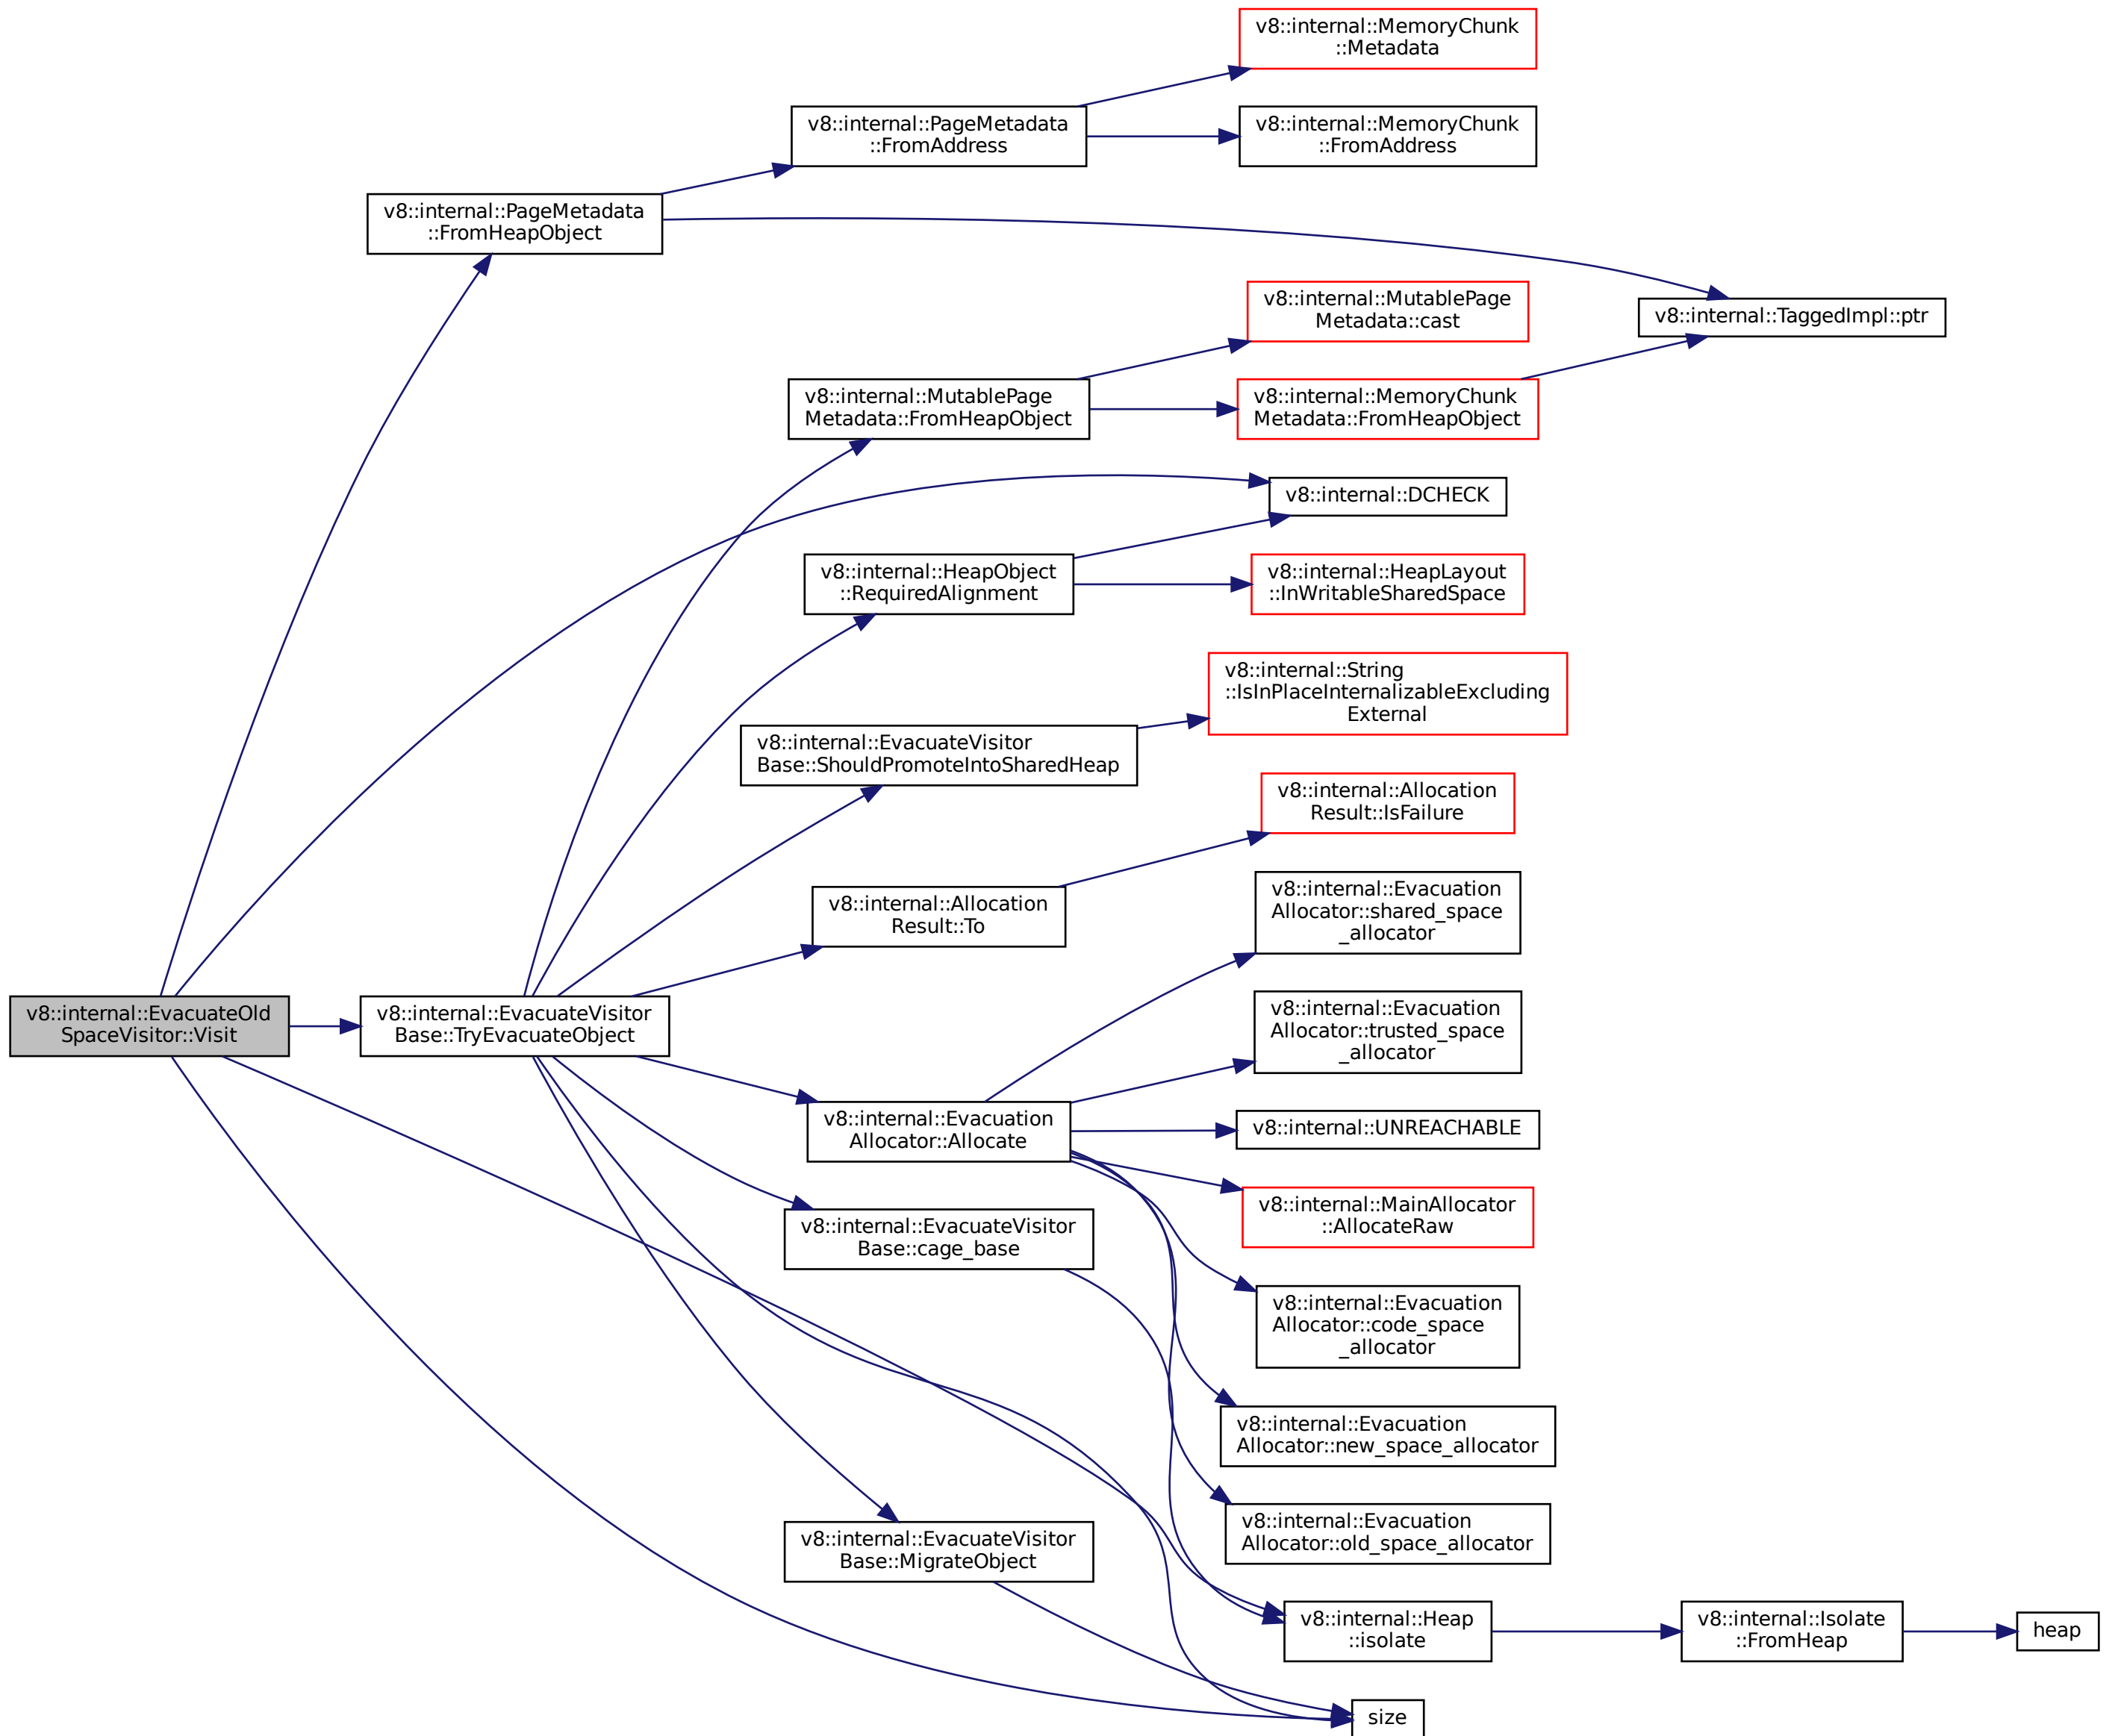 v8::internal::MemoryChunk
::Metadata
v8::internal::PageMetadata
::FromAddress
v8::internal::MemoryChunk
::FromAddress
v8::internal::PageMetadata
::FromHeapObject
v8::internal::MutablePage
Metadata::cast
v8::internal::TaggedImpl::ptr
v8::internal::MutablePage
Metadata::FromHeapObject
v8::internal::MemoryChunk
Metadata::FromHeapObject
v8::internal::DCHECK
v8::internal::HeapObject
::RequiredAlignment
v8::internal::HeapLayout
::InWritableSharedSpace
v8::internal::String
::IsInPlaceInternalizableExcluding
External
v8::internal::EvacuateVisitor
Base::ShouldPromoteIntoSharedHeap
v8::internal::Allocation
Result::IsFailure
v8::internal::Allocation
Result::To
v8::internal::Evacuation
Allocator::shared_space
_allocator
v8::internal::EvacuateOld
SpaceVisitor::Visit
v8::internal::EvacuateVisitor
Base::TryEvacuateObject
v8::internal::Evacuation
Allocator::trusted_space
_allocator
v8::internal::Evacuation
Allocator::Allocate
v8::internal::UNREACHABLE
v8::internal::MainAllocator
::AllocateRaw
v8::internal::EvacuateVisitor
Base::cage_base
v8::internal::Evacuation
Allocator::code_space
_allocator
v8::internal::Evacuation
Allocator::new_space_allocator
v8::internal::Evacuation
Allocator::old_space_allocator
v8::internal::EvacuateVisitor
Base::MigrateObject
v8::internal::Heap
::isolate
v8::internal::Isolate
::FromHeap
heap
size